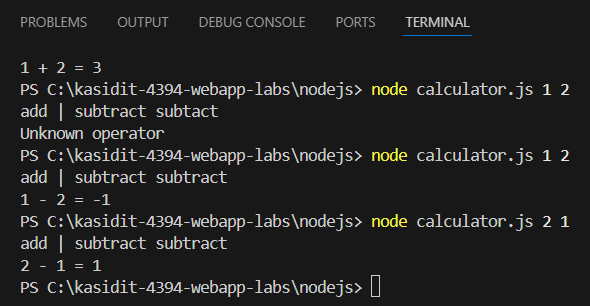 PROBLEMS OUTPUT DEBUG CONSOLE PORTS TERMINAL
1 + 2 = 3
PS C:\kasidit-4394-webapp-labs\nodejs> node calculator.js 1 2
add | subtract subtact
Unknown operator
PS C:\kasidit-4394-webapp-labs\nodejs> node calculator.js 1 2
add | subtract subtract
1 - 2 = -1
PS C:\kasidit-4394-webapp-labs\nodejs> node calculator.js 2 1
add | subtract subtract
2 - 1 = 1
PS C:\kasidit-4394-webapp-labs\nodejs>